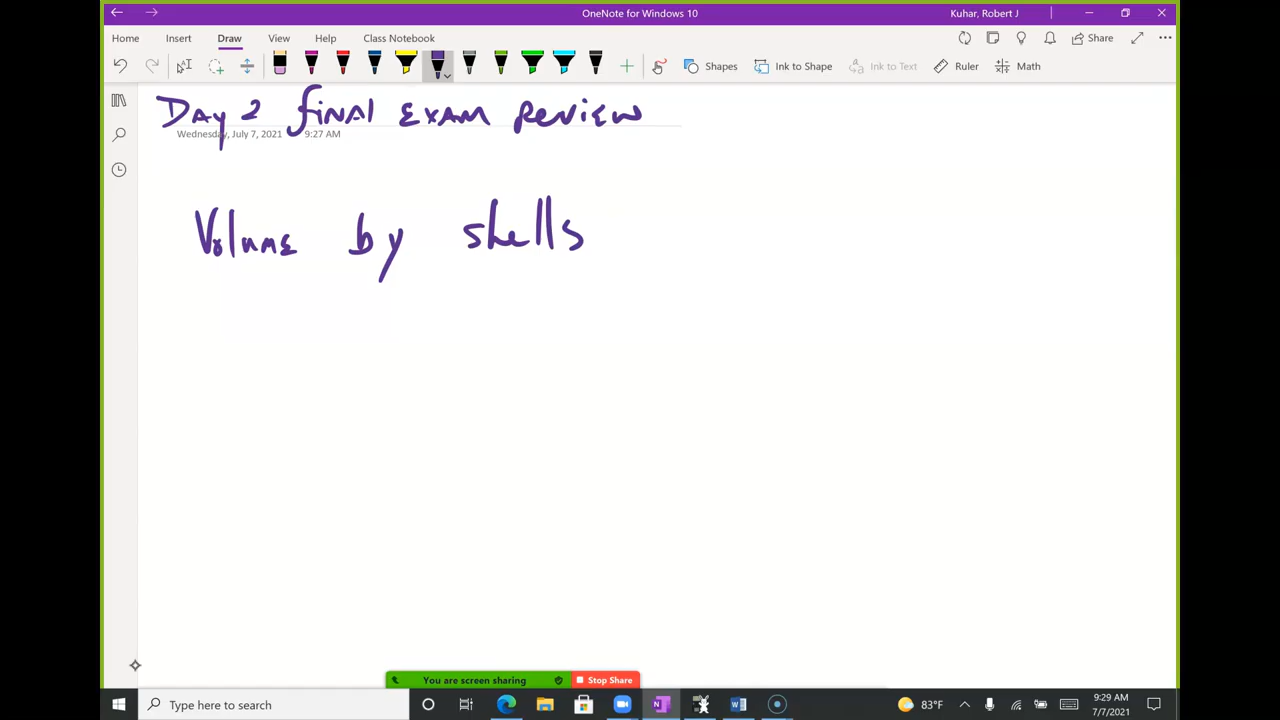 OneNote for Windows 10
Kuhar, Robert J
Home Insert Draw View Help Class Notebook
Share
Shapes Ink to Shape Ink to Text Ruler Math
Day 2 final Exam Review
Wednesday, July 7, 2021 9:27 AM
Volume by shells
You are screen sharing Stop Share
Type here to search
83°F
9:29 AM
7/7/2021